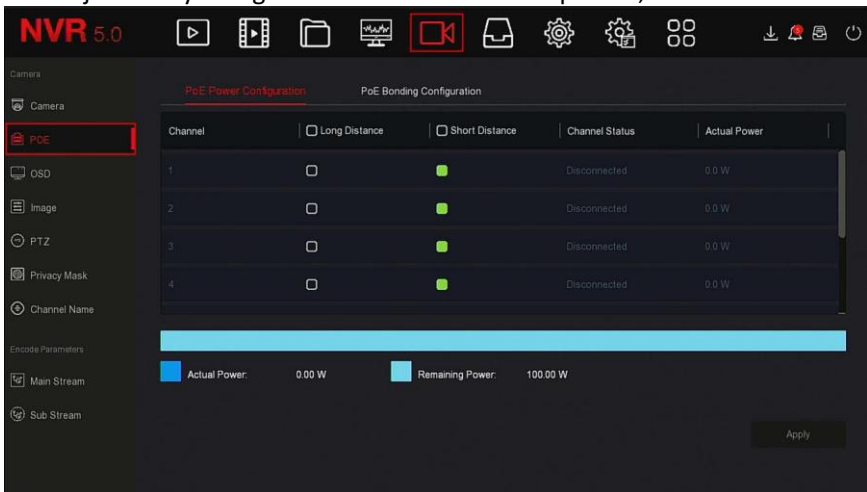 NVR 5.0
Camera
Camera
POE
OSD
Image
PTZ
Privacy Mask
Channel Name
Encode Parameters
Main Stream
Sub Stream
PoE Power Configuration PoE Bonding Configuration
Channel Long Distance Short Distance Channel Status Actual Power
1 Disconnected 0.0 W
2 Disconnected 0.0 W
3 Disconnected 0.0 W
4 Disconnected 0.0 W
Actual Power: 0.00 W Remaining Power: 100.00 W
Apply